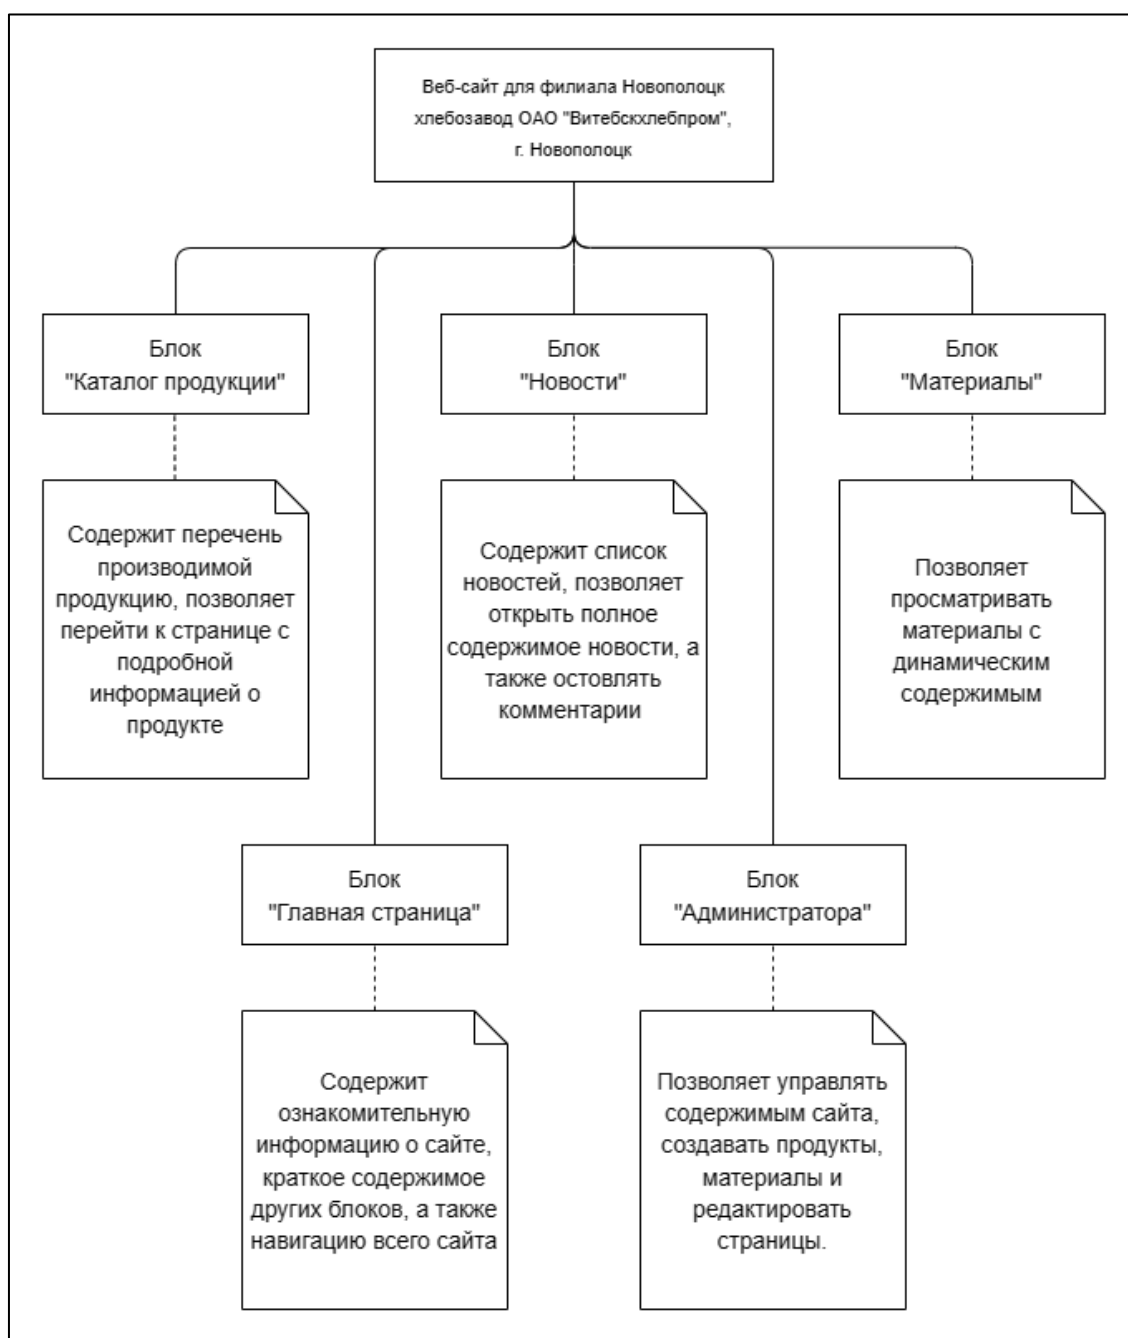 Веб-сайт для филиала Новополоцк
хлебозавод ОАО "Витебскхлебпром",
г. Новополоцк
Блок
"Каталог продукции"
Блок
"Новости"
Блок
"Материалы"
Содержит перечень
производимой
продукцию, позволяет
перейти к странице с
подробной
информацией о
продукте
Содержит список
новостей, позволяет
открыть полное
содержимое новости, а
также остовлять
комментарии
Позволяет
просматривать
материалы с
динамическим
содержимым
Блок
"Главная страница"
Блок
"Администратора"
Содержит
ознакомительную
информацию о сайте,
краткое содержимое
других блоков, а также
навигацию всего сайта
Позволяет управлять
содержимым сайта,
создавать продукты,
материалы и
редактировать
страницы.